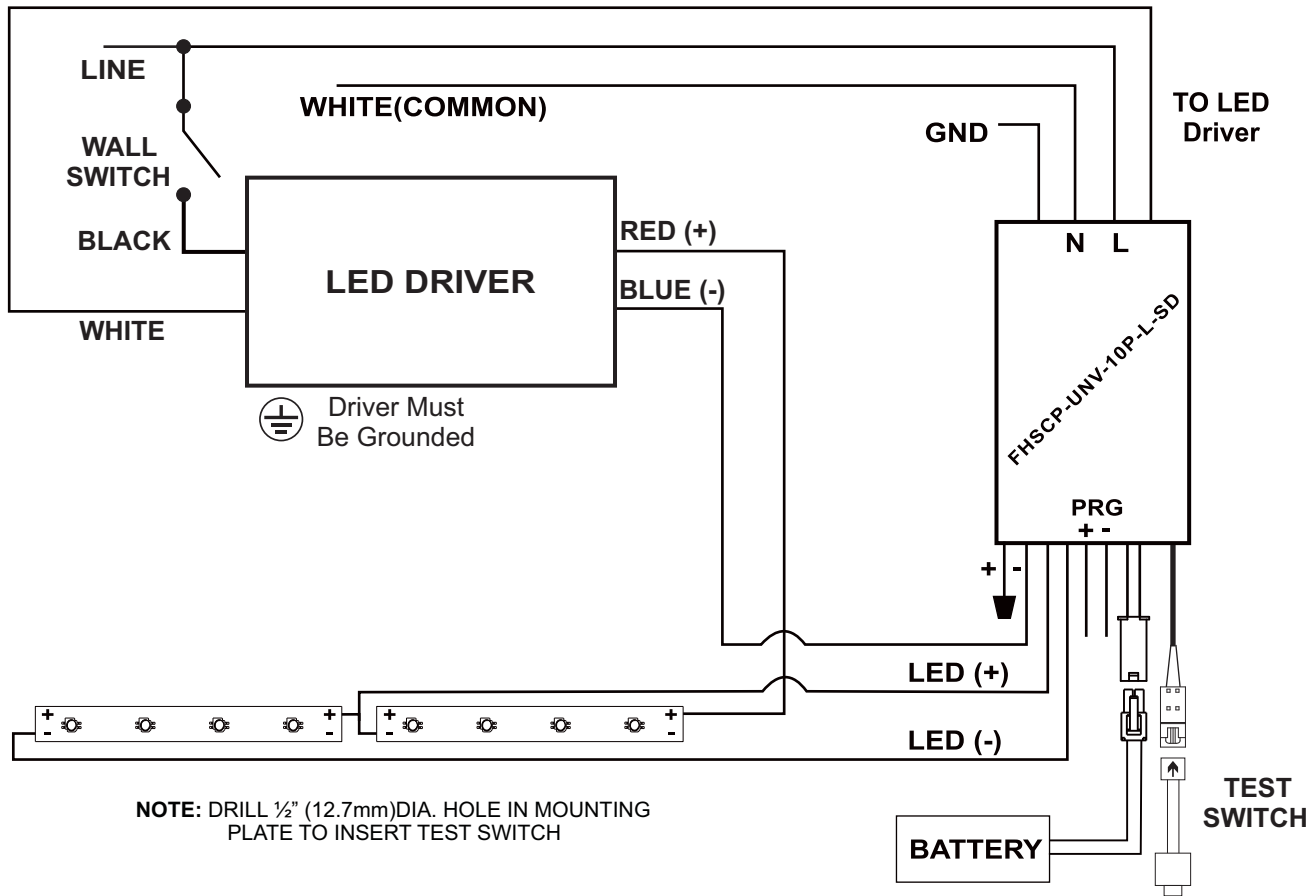 LINE
WHITE(COMMON)
TO LED
Driver
GND
WALL
SWITCH
BLACK
WHITE
LED DRIVER
RED (+)
BLUE (-)
Driver Must
Be Grounded
N L
FHSCP-UNV-10P-L-SD
PRG
+ -
+ -
LED (+)
+ + + +
- - - -
LED (-)
NOTE: DRILL ½” (12.7mm)DIA. HOLE IN MOUNTING
PLATE TO INSERT TEST SWITCH
BATTERY
TEST
SWITCH